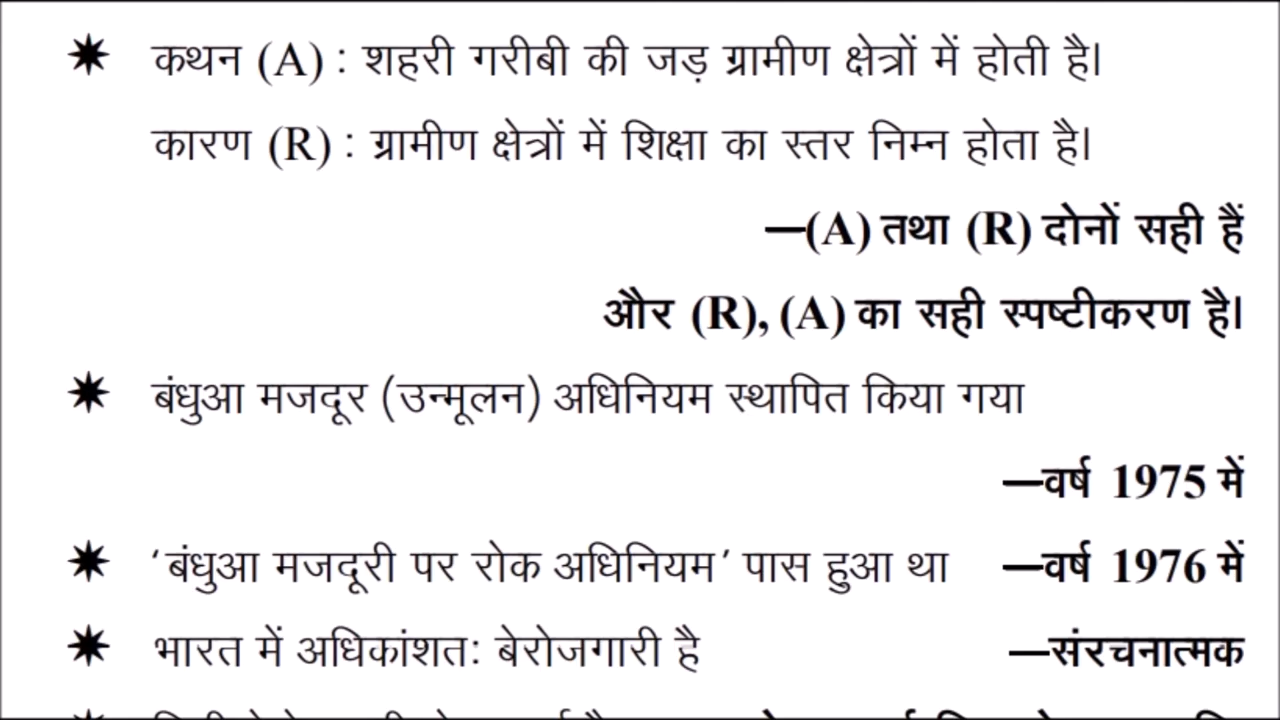 ✷ कथन (A) : शहरी गरीबी की जड़ ग्रामीण क्षेत्रों में होती है।
कारण (R) : ग्रामीण क्षेत्रों में शिक्षा का स्तर निम्न होता है।
—(A) तथा (R) दोनों सही हैं
और (R), (A) का सही स्पष्टीकरण है।
✷ बंधुआ मजदूर (उन्मूलन) अधिनियम स्थापित किया गया
—वर्ष 1975 में
✷ ‘बंधुआ मजदूरी पर रोक अधिनियम’ पास हुआ था —वर्ष 1976 में
✷ भारत में अधिकांशत: बेरोजगारी है —संरचनात्मक